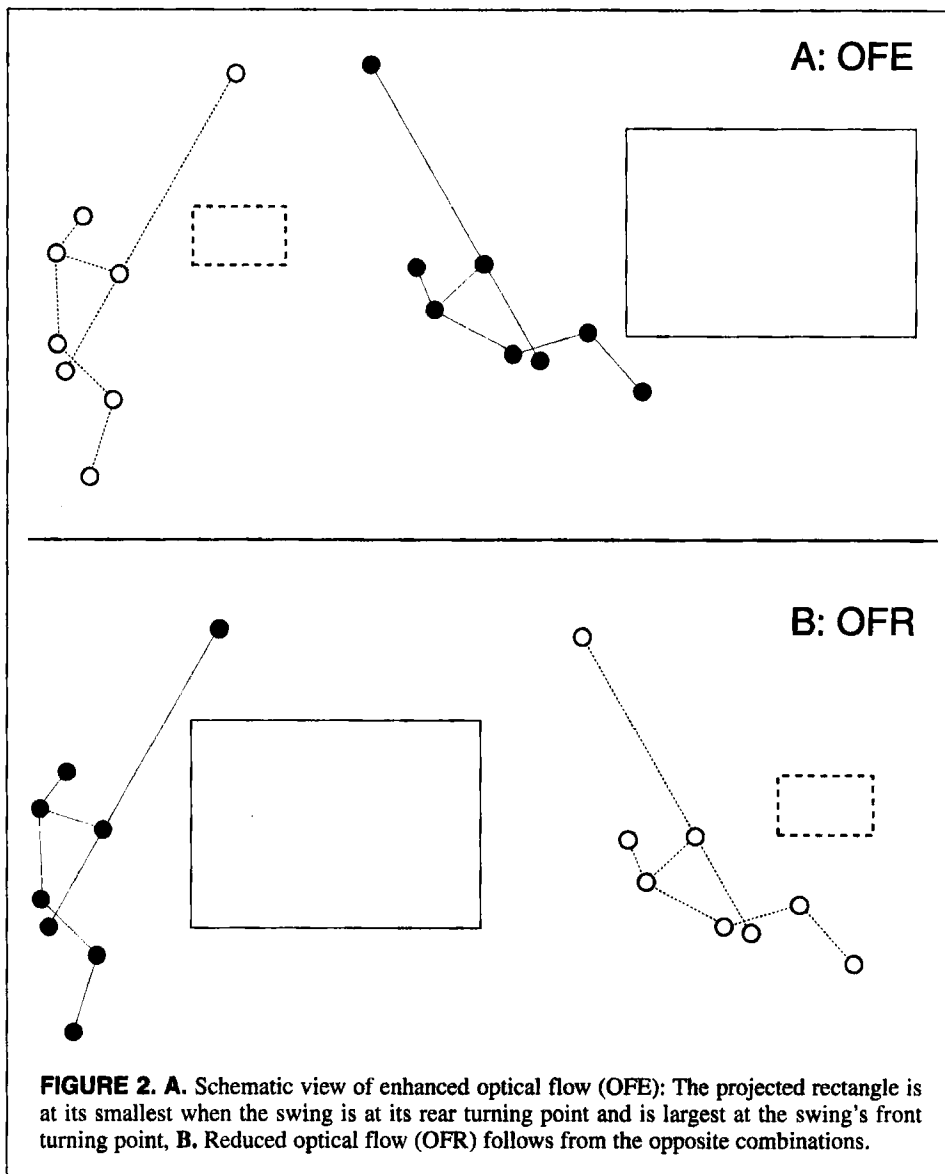 A: OFE
B: OFR
FIGURE 2. A. Schematic view of enhanced optical flow (OFE): The projected rectangle is
at its smallest when the swing is at its rear turning point and is largest at the swing's front
turning point, B. Reduced optical flow (OFR) follows from the opposite combinations.